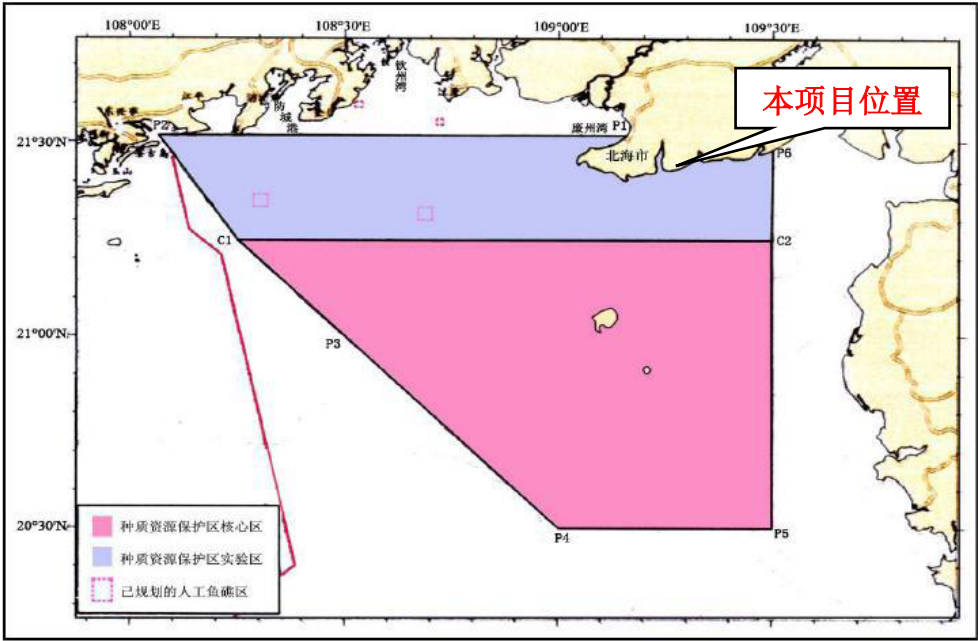 108°00′E
108°30′E
109°00′E
109°30′E
钦州湾
江平
防城港
本项目位置
P2
廉州湾
P1
21°30′N
北海市
P6
C1
C2
21°00′N
P3
20°30′N
P4
P5
种质资源保护区核心区
种质资源保护区实验区
已规划的人工鱼礁区